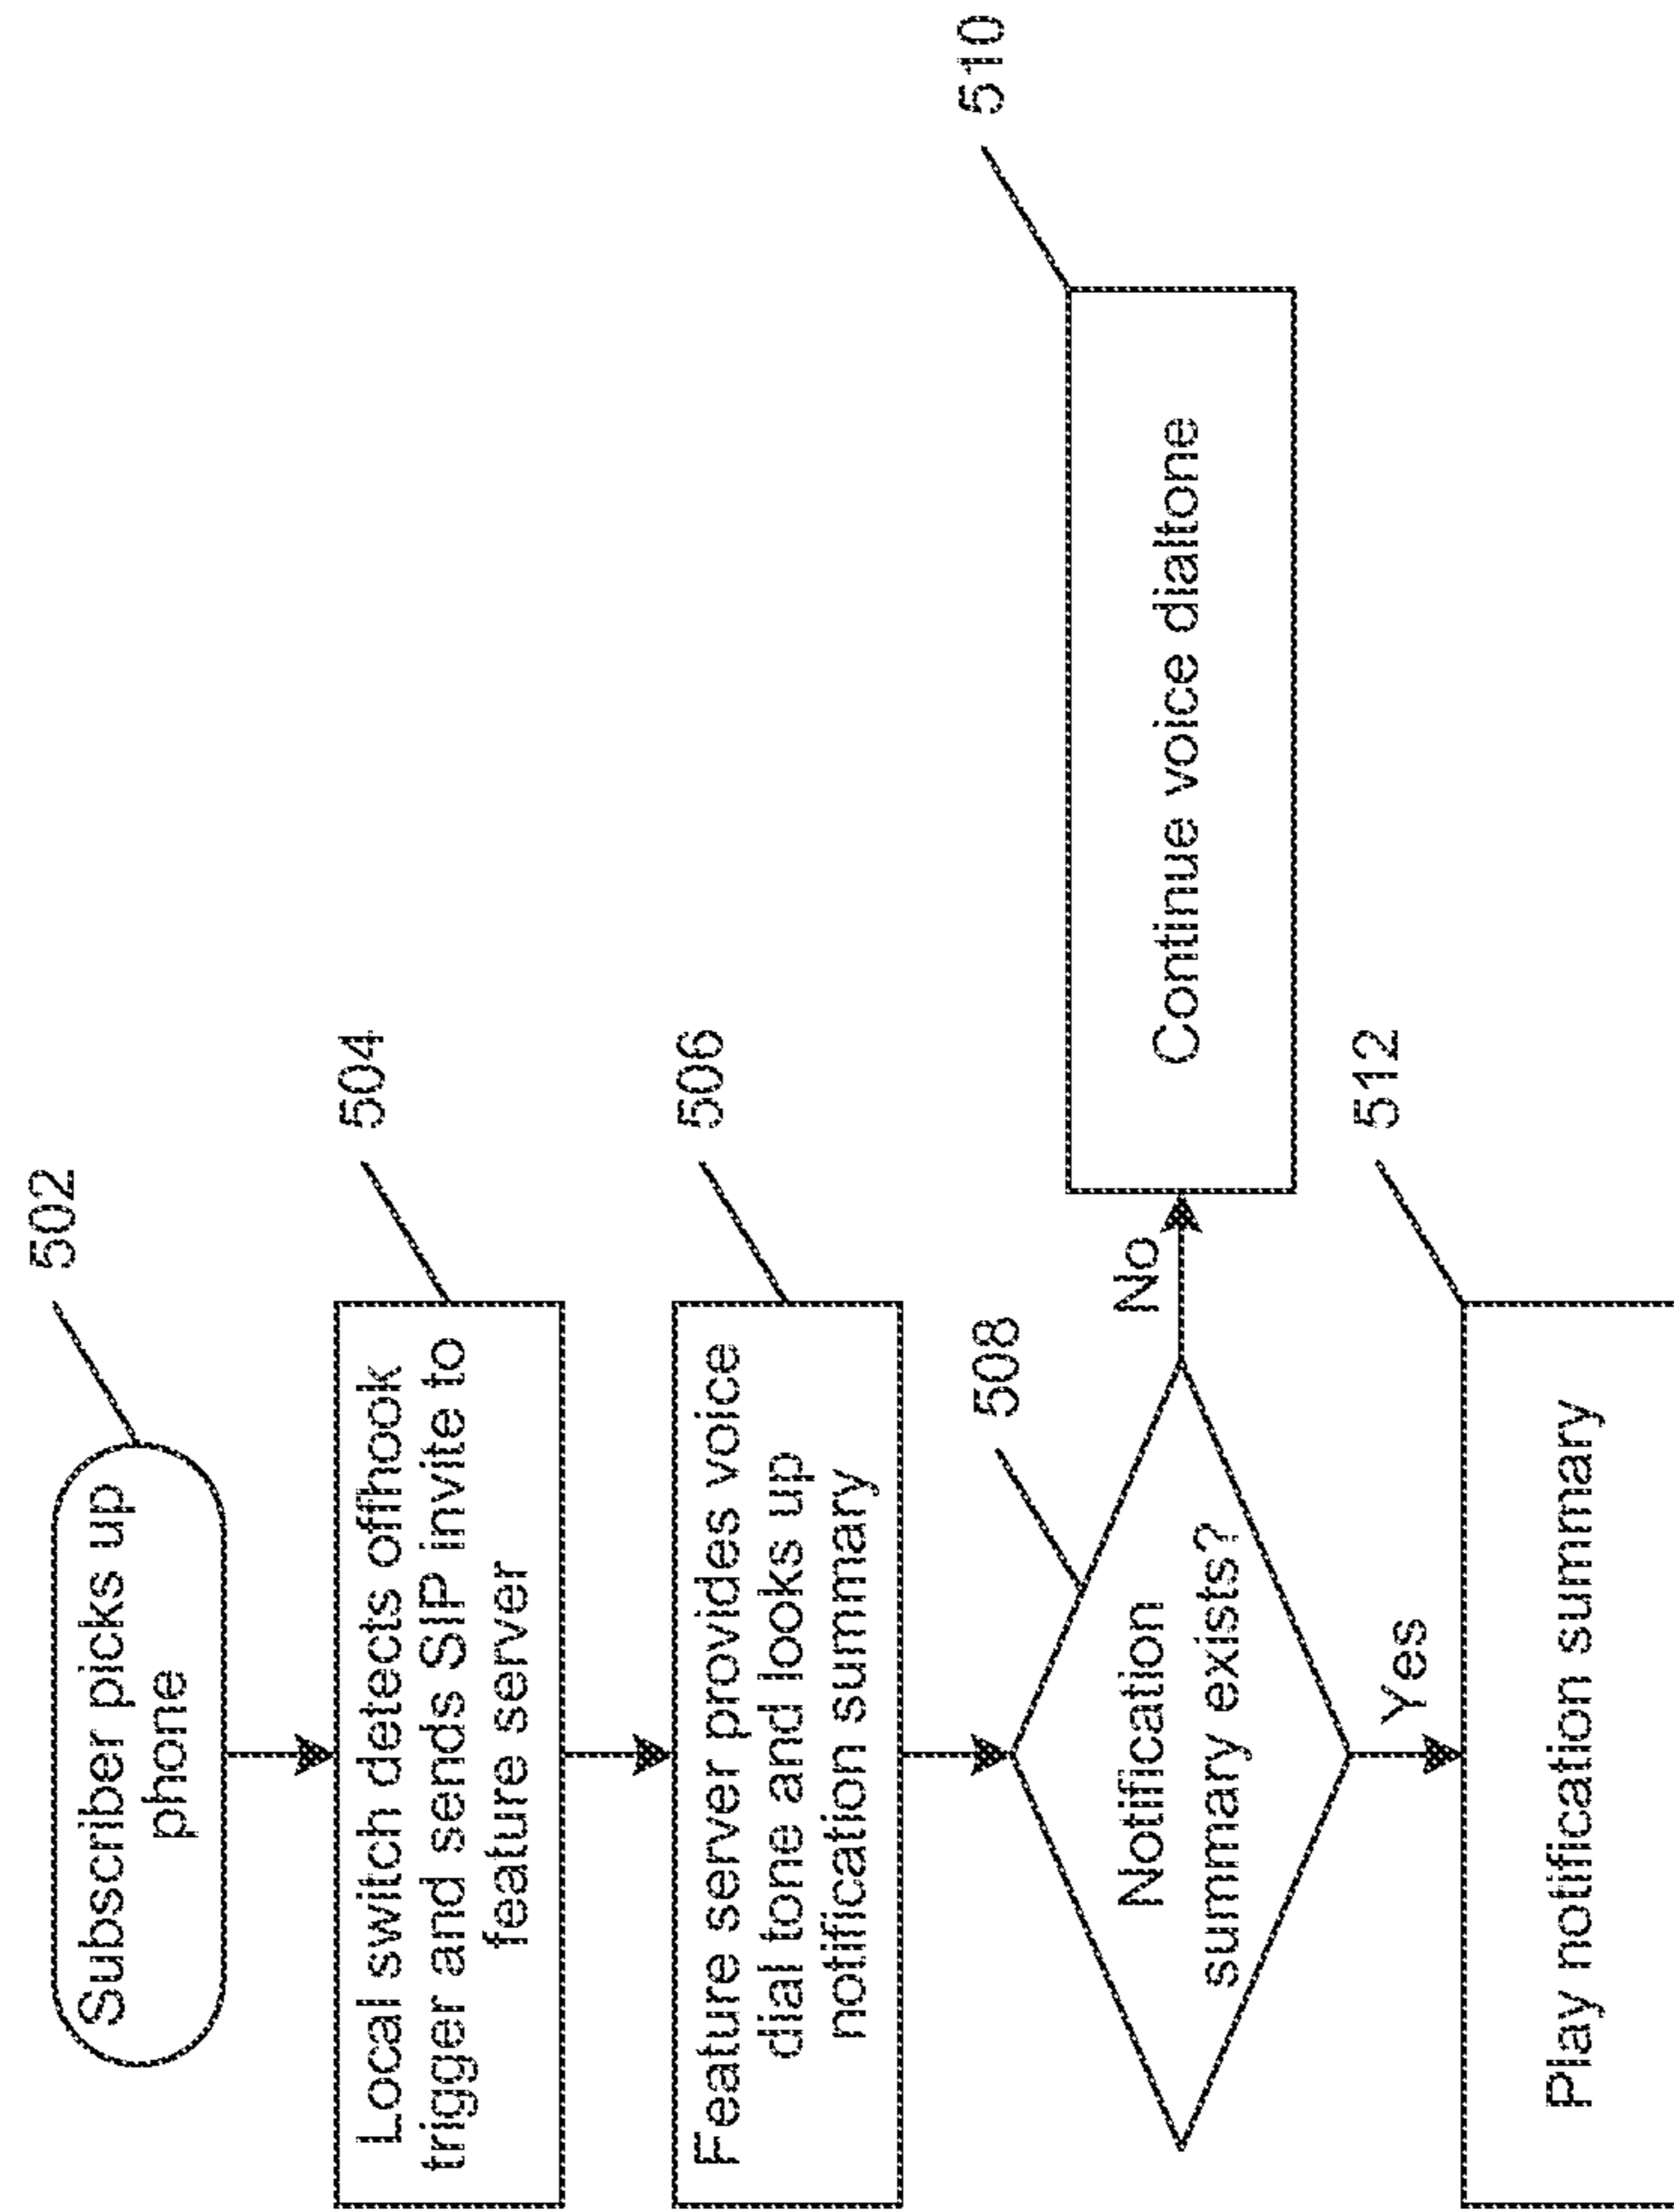 502
Subscriber picks up
phone
504
Local switch detects offhook
trigger and sends SIP invite to
feature server
506
Feature server provides voice
dial tone and looks up
notification summary
508
Notification
summary exists?
No
510
Continue voice dialtone
Yes
512
Play notification summary